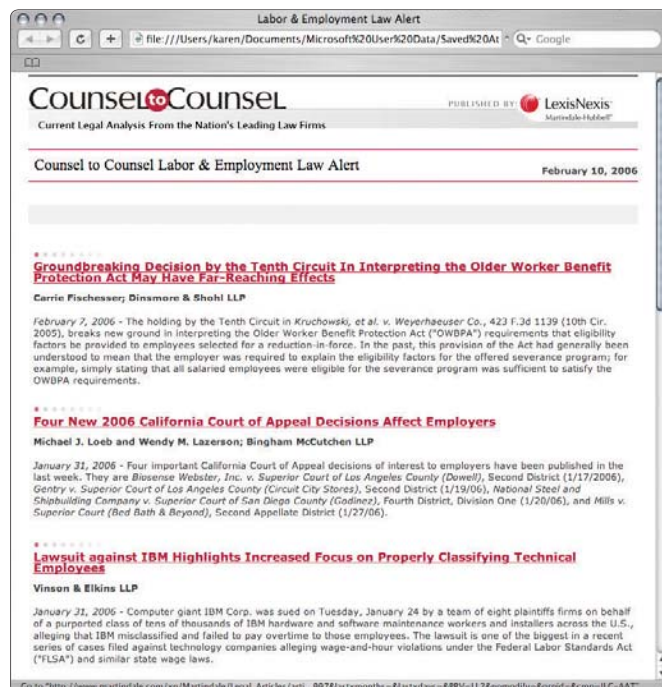 Labor & Employment Law Alert
file:///Users/karen/Documents/Microsoft%20User%20Data/Saved%20At
Google
COUNSEL to COUNSEL
PUBLISHED BY: LexisNexis
Martindale-Hubbell
Current Legal Analysis From the Nation's Leading Law Firms
Counsel to Counsel Labor & Employment Law Alert
February 10, 2006
Groundbreaking Decision by the Tenth Circuit In Interpreting the Older Worker Benefit
Protection Act May Have Far-Reaching Effects
Carrie Fischesser; Dinsmore & Shohl LLP
February 7, 2006 - The holding by the Tenth Circuit in Kruchowski, et al. v. Weyerhaeuser Co., 423 F.3d 1139 (10th Cir.
2005), breaks new ground in interpreting the Older Worker Benefit Protection Act ("OWBPA") requirements that eligibility
factors be provided to employees selected for a reduction-in-force. In the past, this provision of the Act had generally been
understood to mean that the employer was required to explain the eligibility factors for the offered severance program; for
example, simply stating that all salaried employees were eligible for the severance program was sufficient to satisfy the
OWBPA requirements.
Four New 2006 California Court of Appeal Decisions Affect Employers
Michael J. Loeb and Wendy M. Lazerson; Bingham McCutchen LLP
January 31, 2006 - Four important California Court of Appeal decisions of interest to employers have been published in the
last week. They are Biosense Webster, Inc. v. Superior Court of Los Angeles County (Dowell), Second District (1/17/2006),
Gentry v. Superior Court of Los Angeles County (Circuit City Stores), Second District (1/19/06), National Steel and
Shipbuilding Company v. Superior Court of San Diego County (Godinez), Fourth District, Division One (1/20/06), and Mills v.
Superior Court (Bed Bath & Beyond), Second Appellate District (1/27/06).
Lawsuit against IBM Highlights Increased Focus on Properly Classifying Technical
Employees
Vinson & Elkins LLP
January 31, 2006 - Computer giant IBM Corp. was sued on Tuesday, January 24 by a team of eight plaintiffs firms on behalf
of a purported class of tens of thousands of IBM hardware and software maintenance workers and installers across the U.S.,
alleging that IBM misclassified and failed to pay overtime to those employees. The lawsuit is one of the biggest in a recent
series of cases filed against technology companies alleging wage-and-hour violations under the Federal Labor Standards Act
("FLSA") and similar state wage laws.